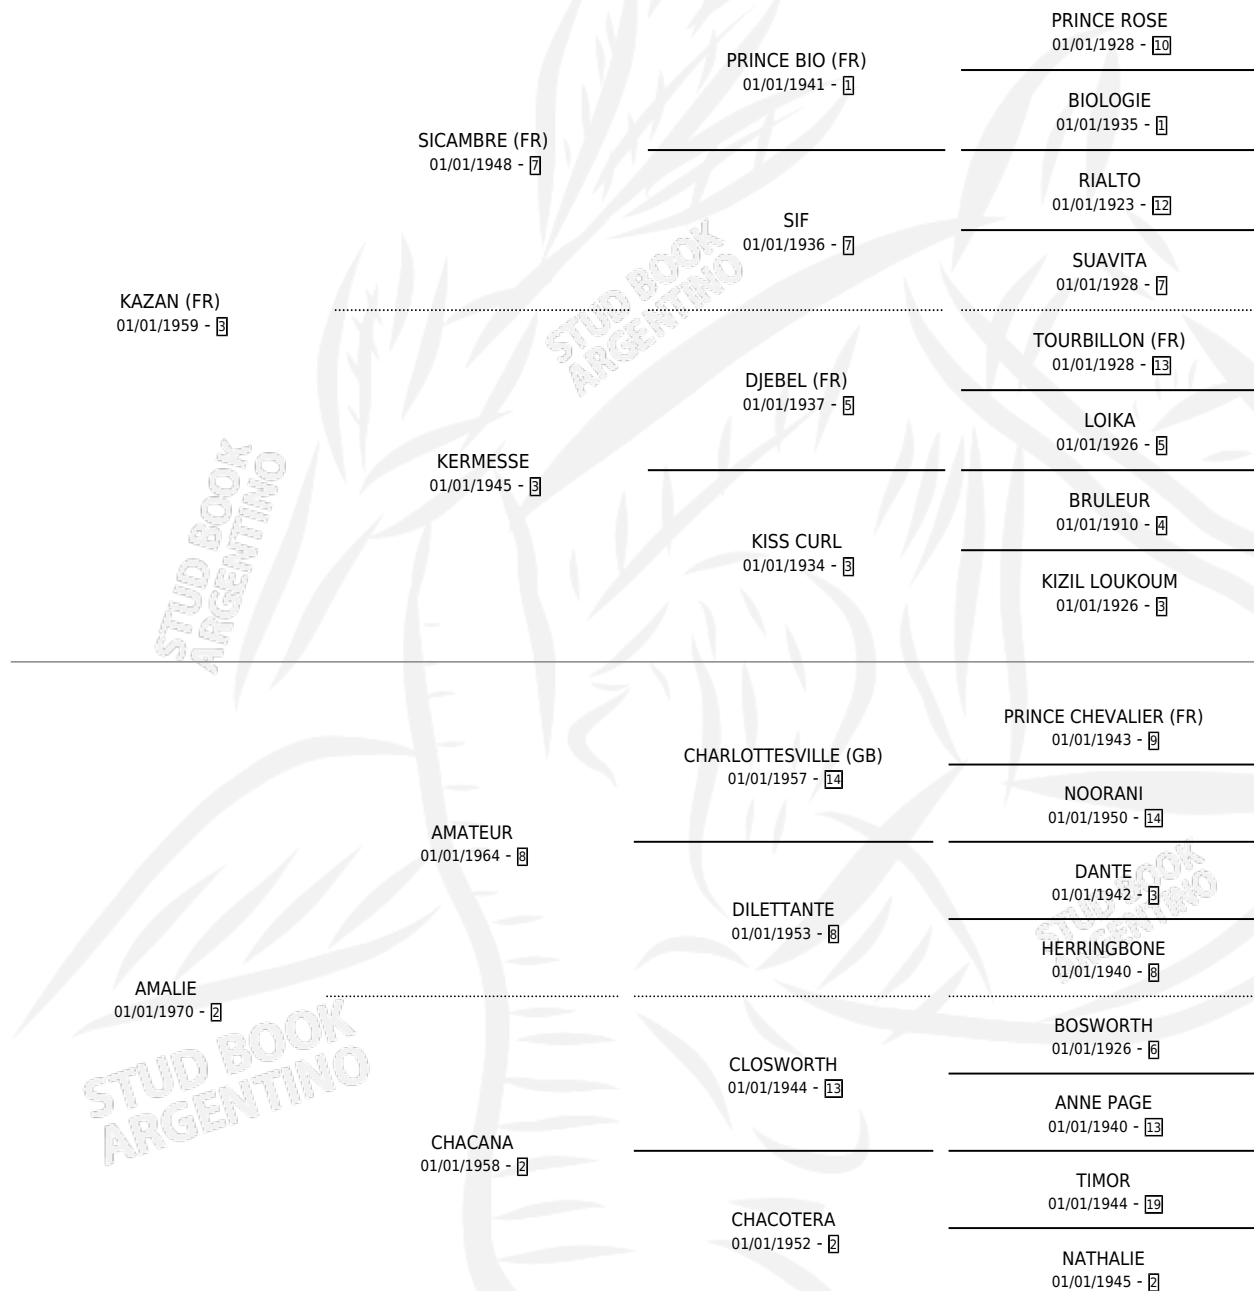 PRINCE ROSE
01/01/1928 - 10
PRINCE BIO (FR)
01/01/1941 - 1
BIOLOGIE
01/01/1935 - 1
SICAMBRE (FR)
01/01/1948 - 7
RIALTO
01/01/1923 - 12
SIF
01/01/1936 - 7
SUAVITA
01/01/1928 - 7
KAZAN (FR)
01/01/1959 - 3
TOURBILLON (FR)
01/01/1928 - 13
DJEBEL (FR)
01/01/1937 - 5
LOIKA
01/01/1926 - 5
KERMESSE
01/01/1945 - 3
BRULEUR
01/01/1910 - 4
KISS CURL
01/01/1934 - 3
KIZIL LOUKOUM
01/01/1926 - 3
PRINCE CHEVALIER (FR)
01/01/1943 - 9
CHARLOTTESVILLE (GB)
01/01/1957 - 14
NOORANI
01/01/1950 - 14
AMATEUR
01/01/1964 - 8
DANTE
01/01/1942 - 3
DILETTANTE
01/01/1953 - 8
HERRINGBONE
01/01/1940 - 8
AMALIE
01/01/1970 - 2
BOSWORTH
01/01/1926 - 6
CLOSWORTH
01/01/1944 - 13
ANNE PAGE
01/01/1940 - 13
CHACANA
01/01/1958 - 2
TIMOR
01/01/1944 - 19
CHACOTERA
01/01/1952 - 2
NATHALIE
01/01/1945 - 2
STUD BOOK
ARGENTINO
STUD BOOK
ARGENTINO
STUD BOOK
ARGENTINO
STUD BOOK
ARGENTINO